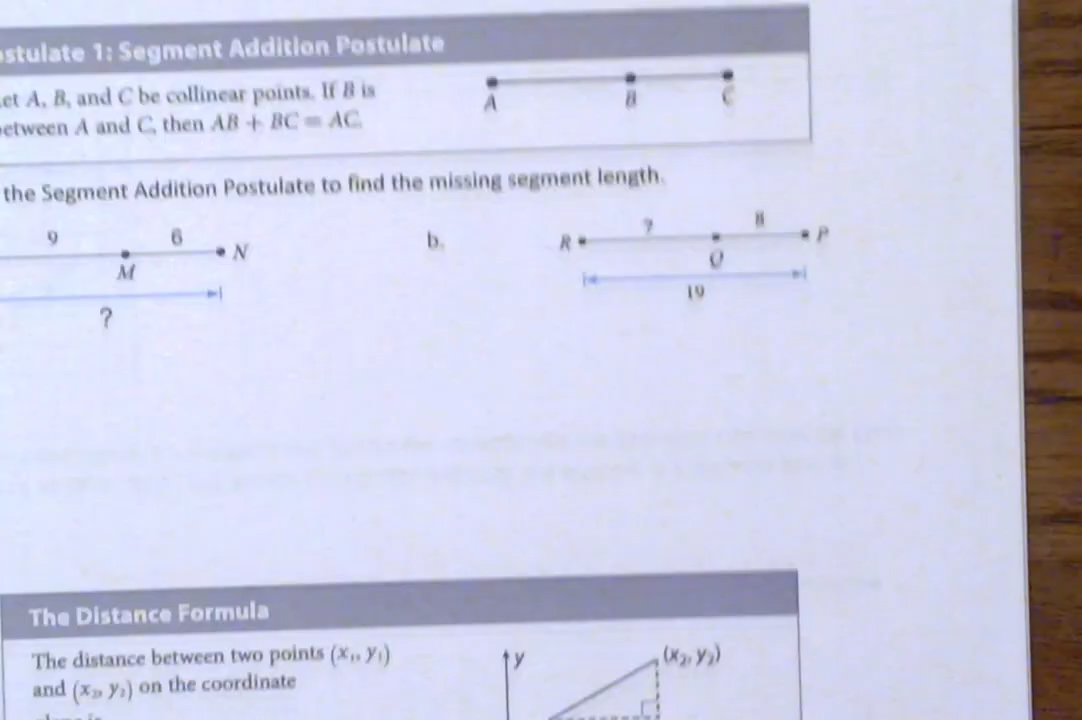 stulate 1: Segment Addition Postulate
et A, B, and C be collinear points. If B is
etween A and C, then AB + BC = AC.
A B C
the Segment Addition Postulate to find the missing segment length.
9 6 N
M
?
b. R ? 8 P
Q
19
The Distance Formula
The distance between two points (x₁, y₁)
and (x₂, y₂) on the coordinate
y (x₂, y₂)